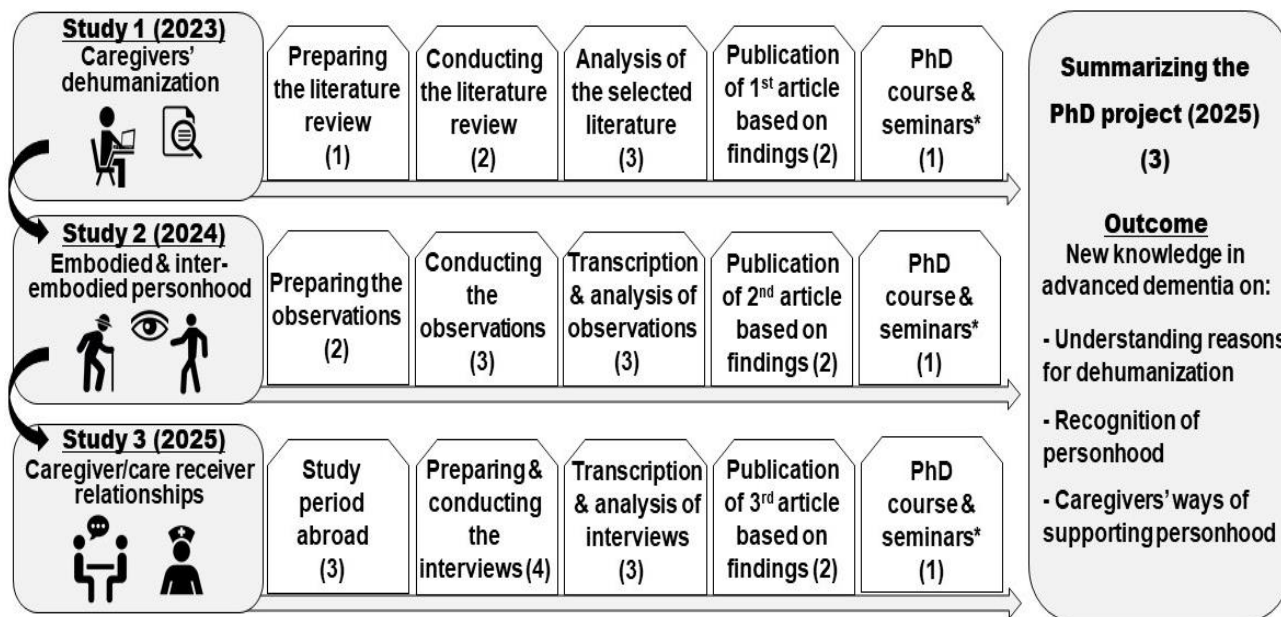 Study 1 (2023)
Caregivers'
dehumanization
Preparing
the literature
review
(1)
Conducting
the literature
review
(2)
Analysis of
the selected
literature
(3)
Publication
of 1st article
based on
findings (2)
PhD
course &
seminars*
(1)
Study 2 (2024)
Embodied & inter-
embodied personhood
Preparing the
observations
(2)
Conducting
the
observations
(3)
Transcription
& analysis of
observations
(3)
Publication
of 2nd article
based on
findings (2)
PhD
course &
seminars*
(1)
Study 3 (2025)
Caregiver/care receiver
relationships
Study
period
abroad
(3)
Preparing &
conducting
the
interviews (4)
Transcription
& analysis of
interviews
(3)
Publication
of 3rd article
based on
findings (2)
PhD
course &
seminars*
(1)
Summarizing the
PhD project (2025)
(3)
Outcome
New knowledge in
advanced dementia on:
- Understanding reasons
for dehumanization
- Recognition of
personhood
- Caregivers' ways of
supporting personhood